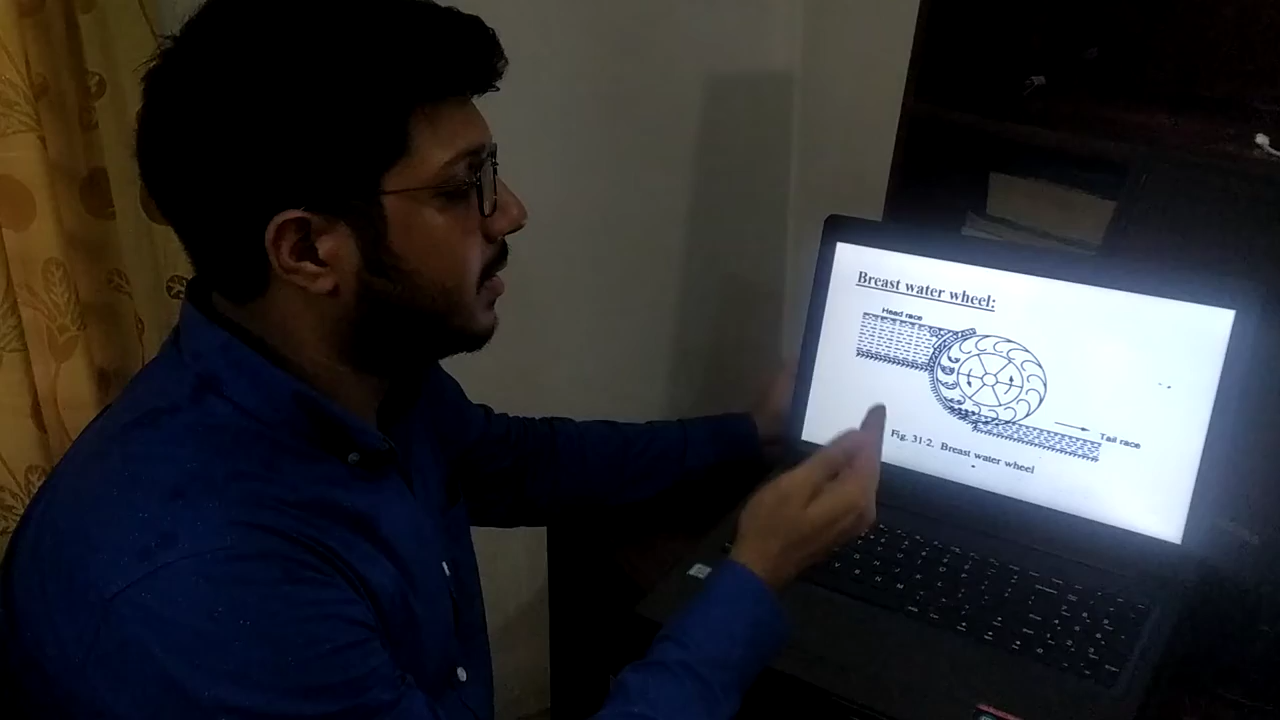 Breast water wheel:
Head race
Tail race
Fig. 31·2. Breast water wheel